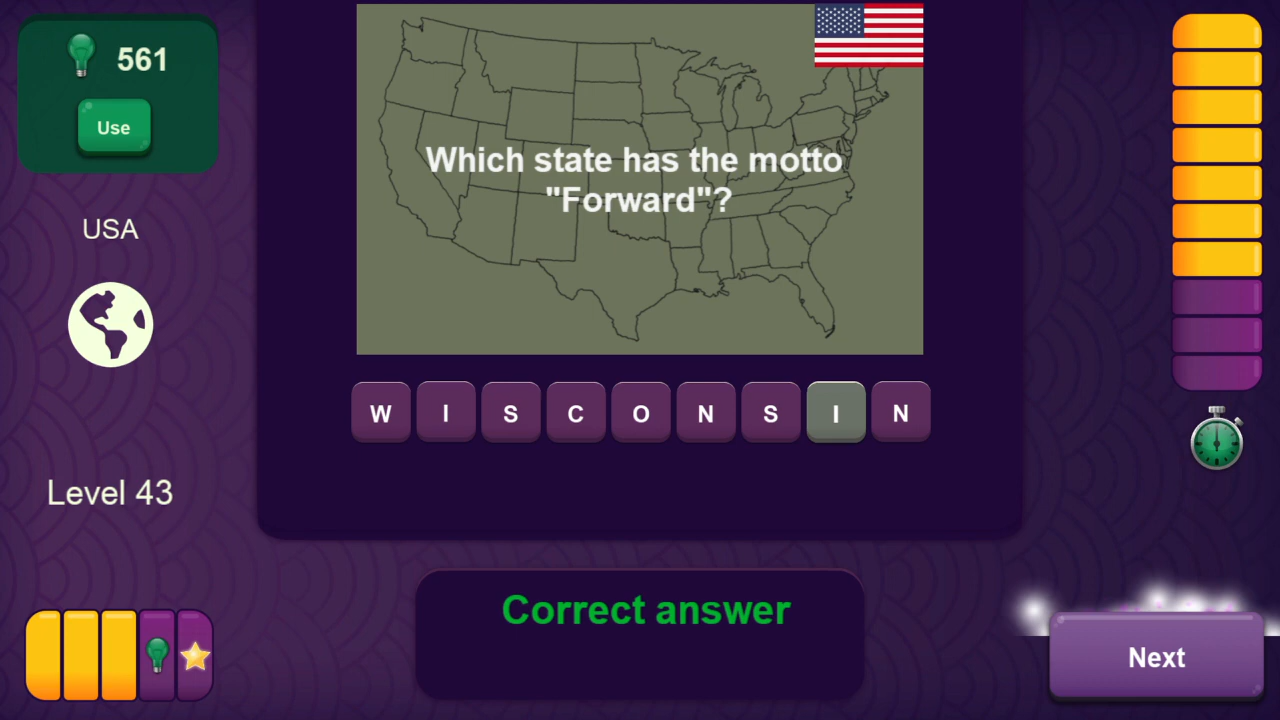 561
Use
USA
Level 43
Which state has the motto
"Forward"?
W I S C O N S I N
Correct answer
Next